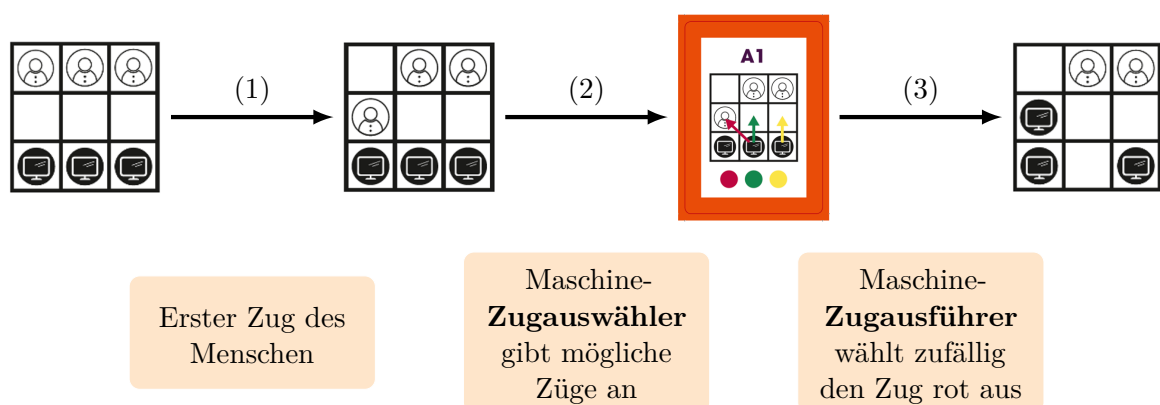 (1)
(2)
(3)
A1
Erster Zug des
Menschen
Maschine-
Zugauswähler
gibt mögliche
Züge an
Maschine-
Zugausführer
wählt zufällig
den Zug rot aus